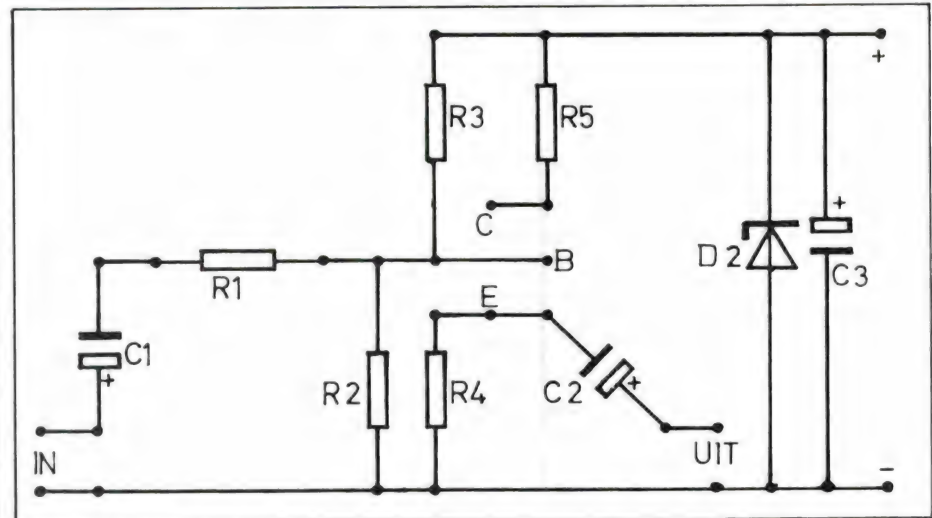 +
R3
R5
+
C
D2
C3
B
R1
E
C1
+
R2
R4
C2
+
IN
UIT
-